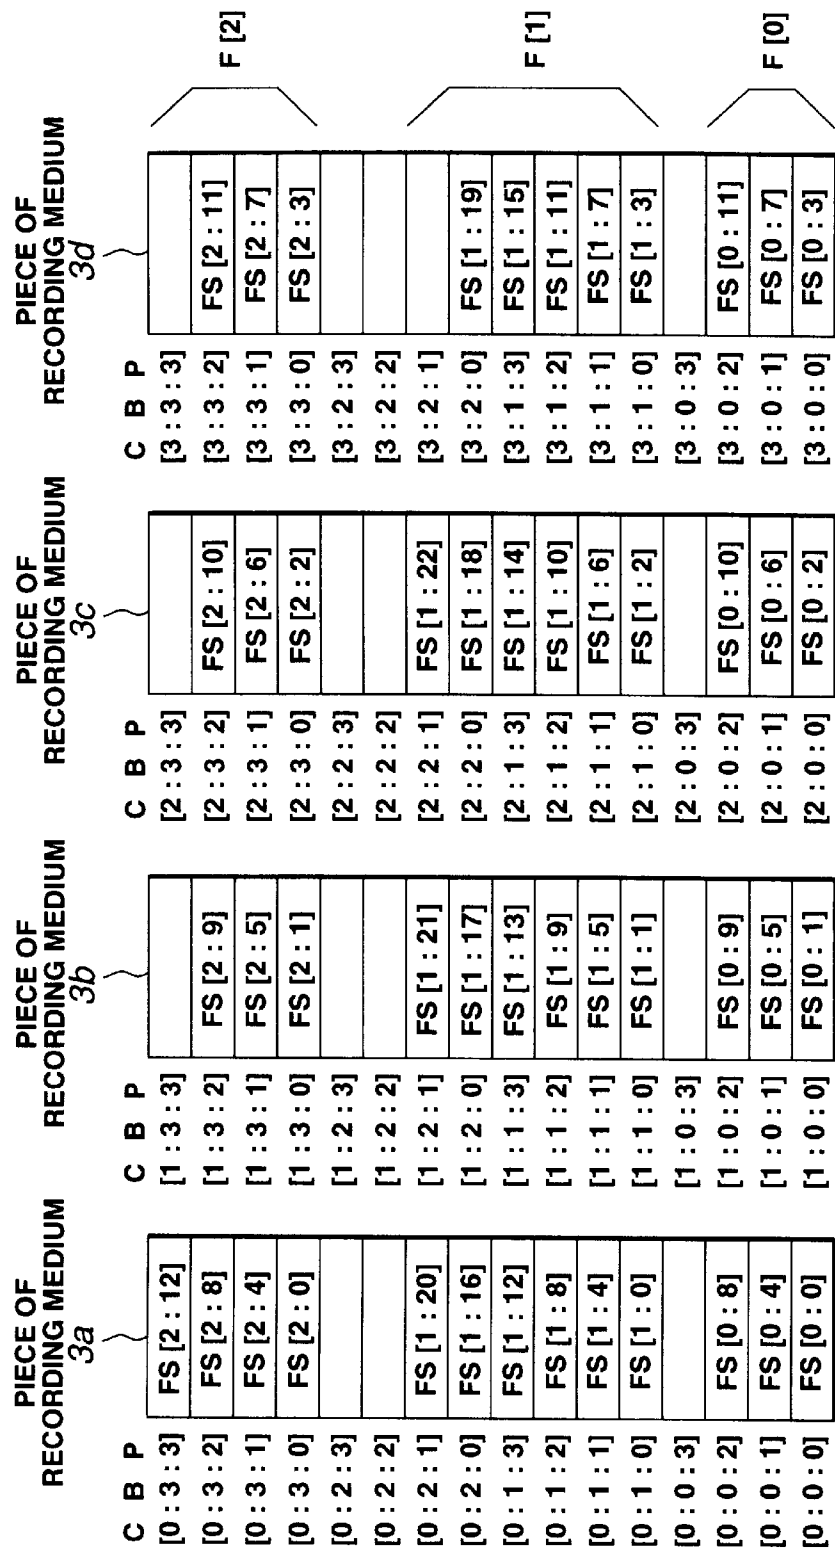 PIECE OF RECORDING MEDIUM 3a
C B P
[0 : 3 : 3] FS [2 : 12]
[0 : 3 : 2] FS [2 : 8]
[0 : 3 : 1] FS [2 : 4]
[0 : 3 : 0] FS [2 : 0]
[0 : 2 : 3]
[0 : 2 : 2]
[0 : 2 : 1] FS [1 : 20]
[0 : 2 : 0] FS [1 : 16]
[0 : 1 : 3] FS [1 : 12]
[0 : 1 : 2] FS [1 : 8]
[0 : 1 : 1] FS [1 : 4]
[0 : 1 : 0] FS [1 : 0]
[0 : 0 : 3]
[0 : 0 : 2] FS [0 : 8]
[0 : 0 : 1] FS [0 : 4]
[0 : 0 : 0] FS [0 : 0]
PIECE OF RECORDING MEDIUM 3b
C B P
[1 : 3 : 3]
[1 : 3 : 2] FS [2 : 9]
[1 : 3 : 1] FS [2 : 5]
[1 : 3 : 0] FS [2 : 1]
[1 : 2 : 3]
[1 : 2 : 2]
[1 : 2 : 1] FS [1 : 21]
[1 : 2 : 0] FS [1 : 17]
[1 : 1 : 3] FS [1 : 13]
[1 : 1 : 2] FS [1 : 9]
[1 : 1 : 1] FS [1 : 5]
[1 : 1 : 0] FS [1 : 1]
[1 : 0 : 3]
[1 : 0 : 2] FS [0 : 9]
[1 : 0 : 1] FS [0 : 5]
[1 : 0 : 0] FS [0 : 1]
PIECE OF RECORDING MEDIUM 3c
C B P
[2 : 3 : 3]
[2 : 3 : 2] FS [2 : 10]
[2 : 3 : 1] FS [2 : 6]
[2 : 3 : 0] FS [2 : 2]
[2 : 2 : 3]
[2 : 2 : 2]
[2 : 2 : 1] FS [1 : 22]
[2 : 2 : 0] FS [1 : 18]
[2 : 1 : 3] FS [1 : 14]
[2 : 1 : 2] FS [1 : 10]
[2 : 1 : 1] FS [1 : 6]
[2 : 1 : 0] FS [1 : 2]
[2 : 0 : 3]
[2 : 0 : 2] FS [0 : 10]
[2 : 0 : 1] FS [0 : 6]
[2 : 0 : 0] FS [0 : 2]
PIECE OF RECORDING MEDIUM 3d
C B P
[3 : 3 : 3]
[3 : 3 : 2] FS [2 : 11]
[3 : 3 : 1] FS [2 : 7]
[3 : 3 : 0] FS [2 : 3]
[3 : 2 : 3]
[3 : 2 : 2]
[3 : 2 : 1]
[3 : 2 : 0] FS [1 : 19]
[3 : 1 : 3] FS [1 : 15]
[3 : 1 : 2] FS [1 : 11]
[3 : 1 : 1] FS [1 : 7]
[3 : 1 : 0] FS [1 : 3]
[3 : 0 : 3]
[3 : 0 : 2] FS [0 : 11]
[3 : 0 : 1] FS [0 : 7]
[3 : 0 : 0] FS [0 : 3]
F [2]
F [1]
F [0]